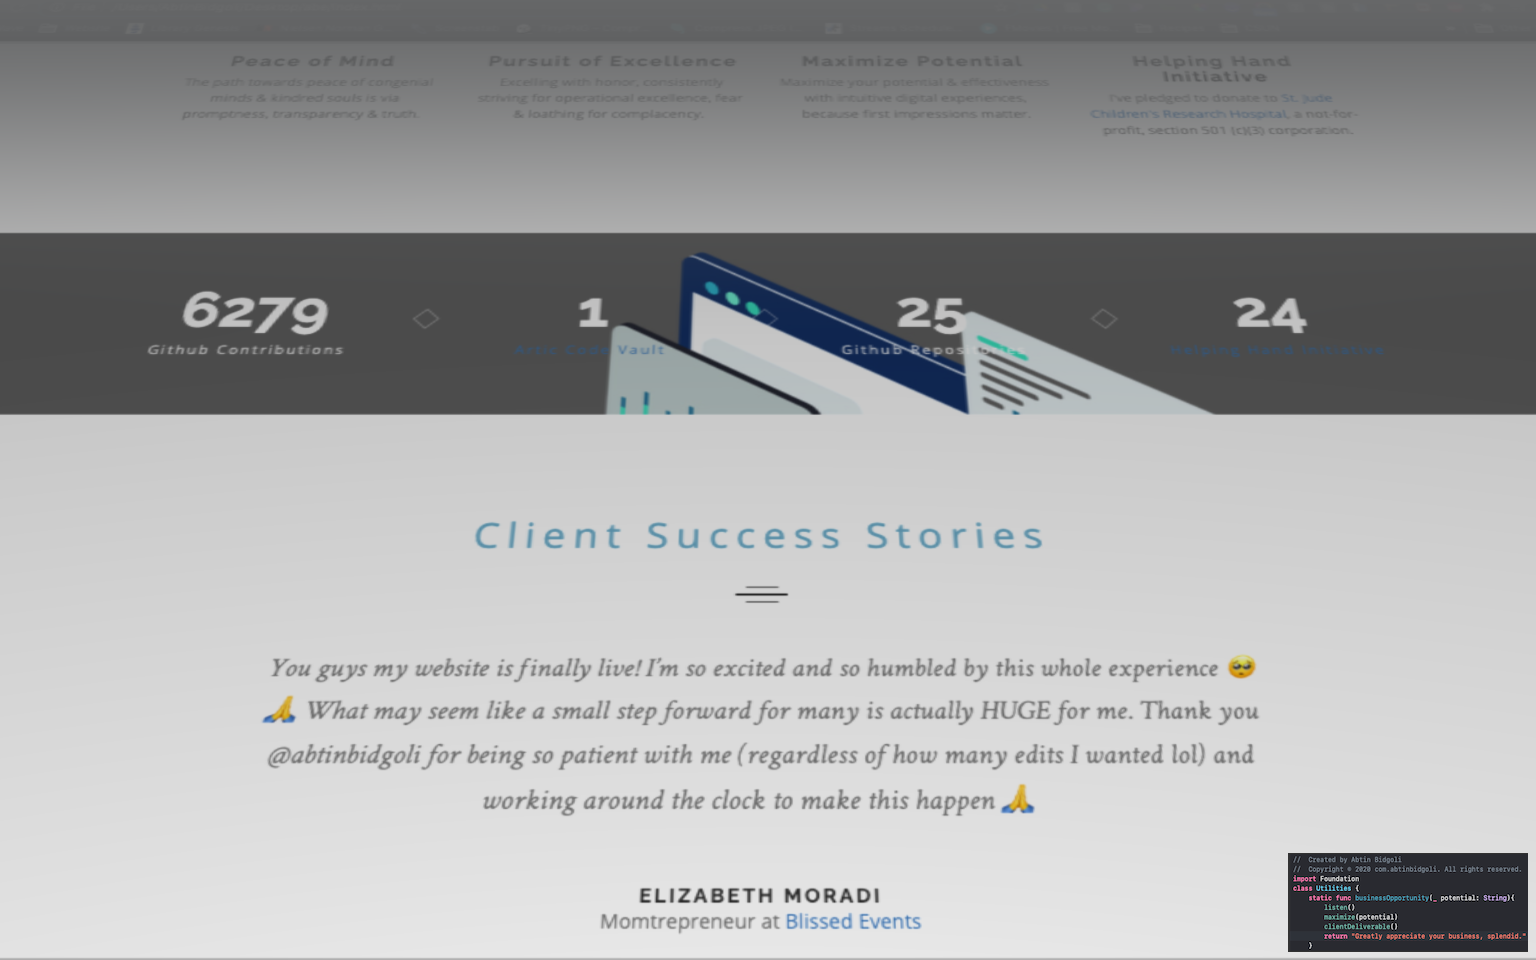 Peace of Mind
The path towards peace of congenial
minds & kindred souls is via
promptness, transparency & truth.
Pursuit of Excellence
Excelling with honor, consistently
striving for operational excellence, fear
& loathing for complacency.
Maximize Potential
Maximize your potential & effectiveness
with intuitive digital experiences,
because first impressions matter.
Helping Hand
Initiative
I've pledged to donate to St. Jude
Children's Research Hospital, a not-for-
profit, section 501 (c)(3) corporation.
6279
Github Contributions
1
Artic Code Vault
25
Github Repositories
24
Helping Hand Initiative
Client Success Stories
You guys my website is finally live! I'm so excited and so humbled by this whole experience 🥺
🙏 What may seem like a small step forward for many is actually HUGE for me. Thank you
@abtinbidgoli for being so patient with me (regardless of how many edits I wanted lol) and
working around the clock to make this happen 🙏
ELIZABETH MORADI
Momtrepreneur at Blissed Events
// Created by Abtin Bidgoli
// Copyright © 2020 com.abtinbidgoli. All rights reserved.
import Foundation
class Utilities {
static func businessOpportunity(_ potential: String){
listen()
maximize(potential)
clientDeliverable()
return "Greatly appreciate your business, splendid."
}